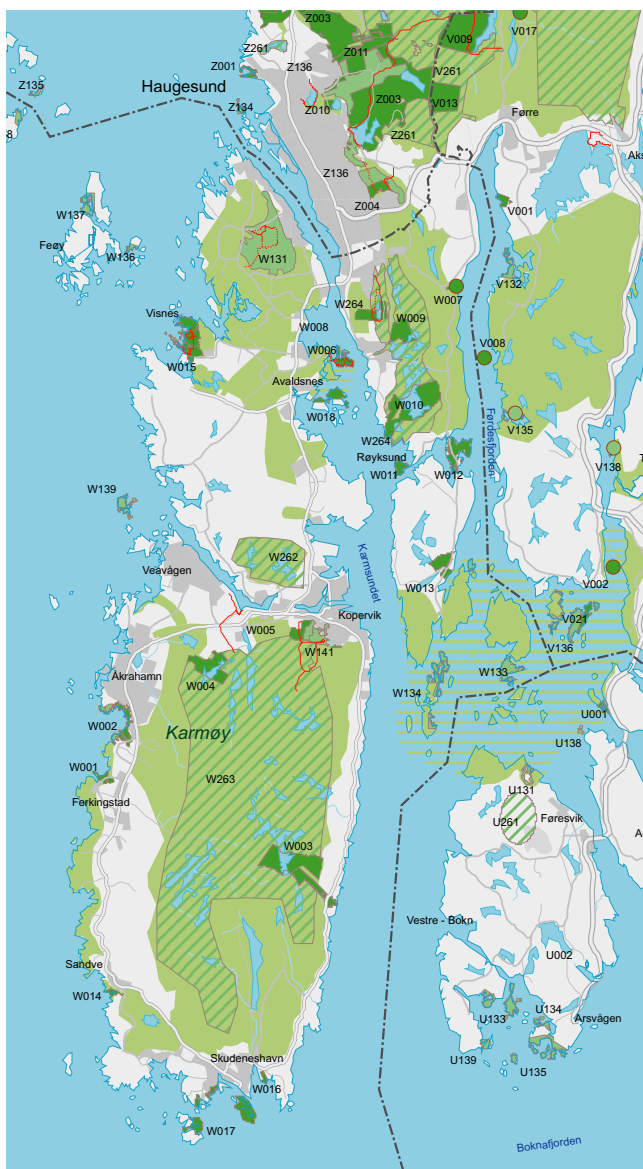 Z003
V017
Z261
Z011
V009
Z001
Z136
V261
Z135
Haugesund
Z003
V013
Z134
Z010
8
Z261
Førre
Aks
Z136
Z004
W137
V001
Feøy
W136
W131
V132
W264
W007
Visnes
W008
W009
W006
V008
W015
Avaldsnes
W010
W018
Førdesfjorden
V135
W264
Røyksund
W011
W012
V138
T
W139
Karmsundet
W262
Veavågen
W013
V002
Kopervik
W005
V021
V136
W141
W133
Åkrahamn
W004
W134
U001
W002
Karmøy
U138
W001
W263
U131
Ferkingstad
U261
Føresvik
A
W003
Vestre - Bokn
U002
Sandve
W014
U133
U134
Arsvågen
Skudeneshavn
U139
U135
W016
W017
Boknafjorden